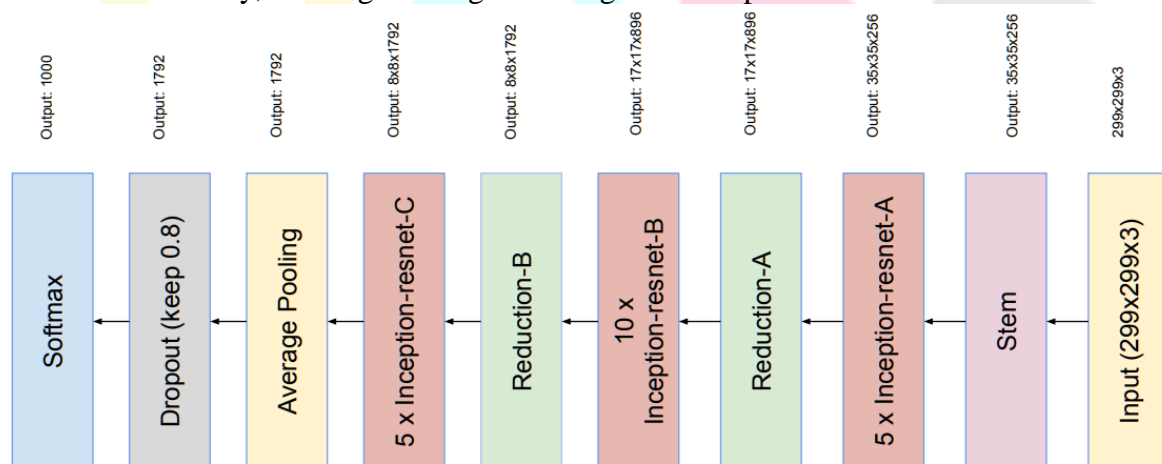 Output: 1000
Output: 1792
Output: 1792
Output: 8x8x1792
Output: 8x8x1792
Output: 17x17x896
Output: 17x17x896
Output: 35x35x256
Output: 35x35x256
299x299x3
Softmax
Dropout (keep 0.8)
Average Pooling
5 x Inception-resnet-C
Reduction-B
10 x
Inception-resnet-B
Reduction-A
5 x Inception-resnet-A
Stem
Input (299x299x3)